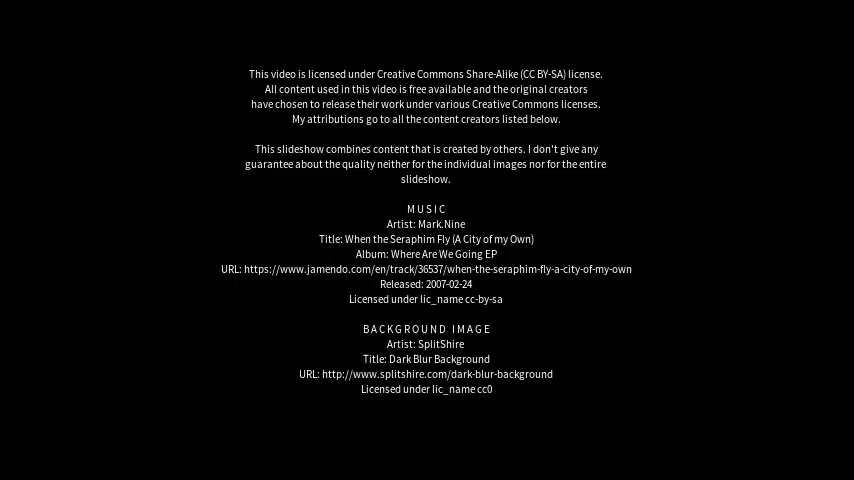 This video is licensed under Creative Commons Share-Alike (CC BY-SA) license.
All content used in this video is free available and the original creators
have chosen to release their work under various Creative Commons licenses.
My attributions go to all the content creators listed below.
This slideshow combines content that is created by others. I don't give any
guarantee about the quality neither for the individual images nor for the entire
slideshow.
MUSIC
Artist: Mark.Nine
Title: When the Seraphim Fly (A City of my Own)
Album: Where Are We Going EP
URL: https://www.jamendo.com/en/track/36537/when-the-seraphim-fly-a-city-of-my-own
Released: 2007-02-24
Licensed under lic_name cc-by-sa
BACKGROUND IMAGE
Artist: SplitShire
Title: Dark Blur Background
URL: http://www.splitshire.com/dark-blur-background
Licensed under lic_name cc0